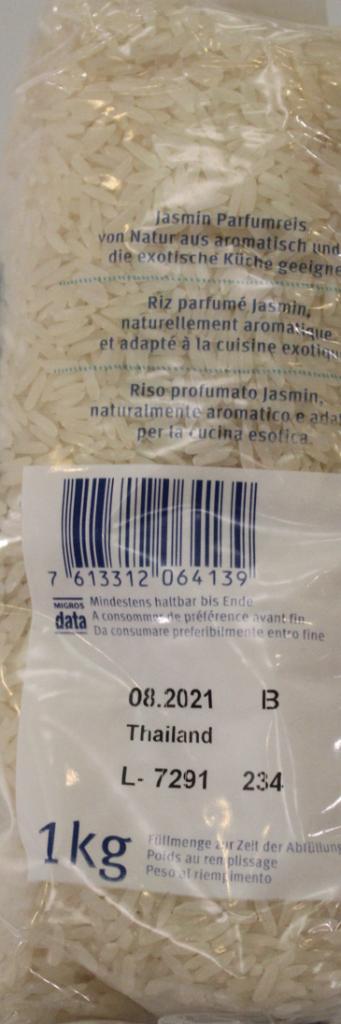 Jasmin Parfumreis,
von Natur aus aromatisch und
die exotische Küche geeigne
Riz parfumé Jasmin,
naturellement aromatique
et adapté à la cuisine exotiqu
Riso profumato Jasmin,
naturalmente aromatico e ada
per la cucina esotica.
7 613312 064139
MIGROS data
Mindestens haltbar bis Ende
A consommer de préférence avant fin
Da consumare preferibilmente entro fine
08.2021 B
Thailand
L- 7291 234
1kg
Füllmenge zur Zeit der Abfüllung
Poids au remplissage
Peso al riempimento